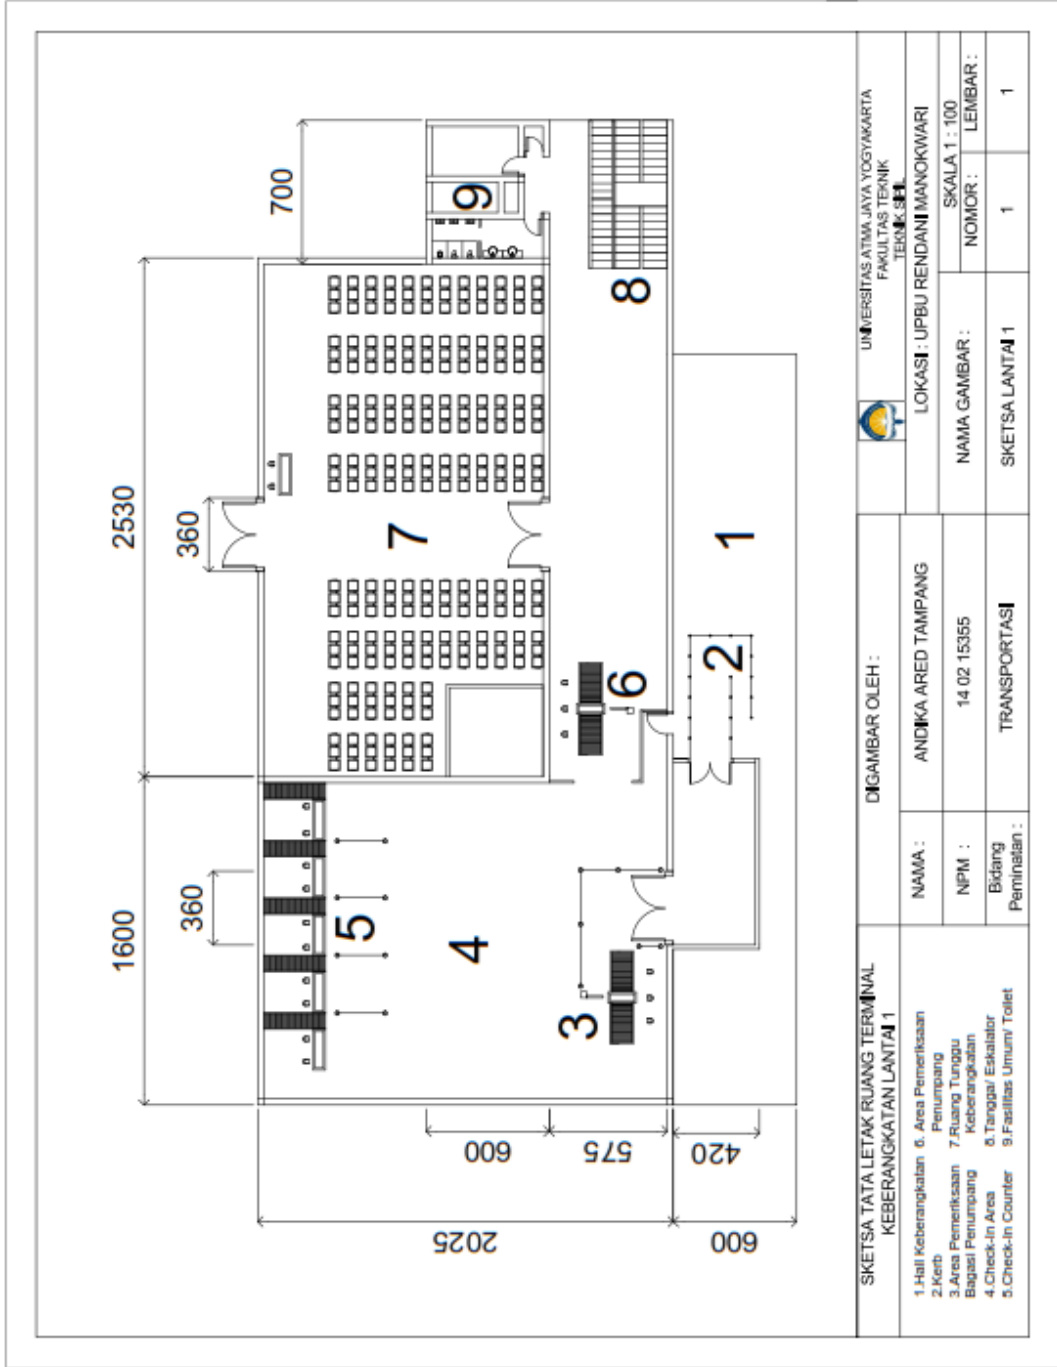 1600
2530
360
360
700
2025
600
600
575
420
1
2
3
4
5
6
7
8
9
SKETSA TATA LETAK RUANG TERMINAL
KEBERANGKATAN LANTAI 1
1.Hall Keberangkatan
2.Kerb
3.Area Pemeriksaan
Bagasi Penumpang
4.Check-In Area
5.Check-In Counter
6. Area Pemeriksaan
Penumpang
7.Ruang Tunggu
Keberangkatan
8.Tangga/ Eskalator
9.Fasilitas Umum/ Toilet
DIGAMBAR OLEH :
NAMA : ANDIKA ARED TAMPANG
NPM : 14 02 15355
Bidang
Peminatan : TRANSPORTASI
UNIVERSITAS ATMA JAYA YOGYAKARTA
FAKULTAS TEKNIK
TEKNIK SIPIL
LOKASI : UPBU RENDANI MANOKWARI
NAMA GAMBAR :
SKETSA LANTAI 1
SKALA 1 : 100
NOMOR : LEMBAR :
1 1